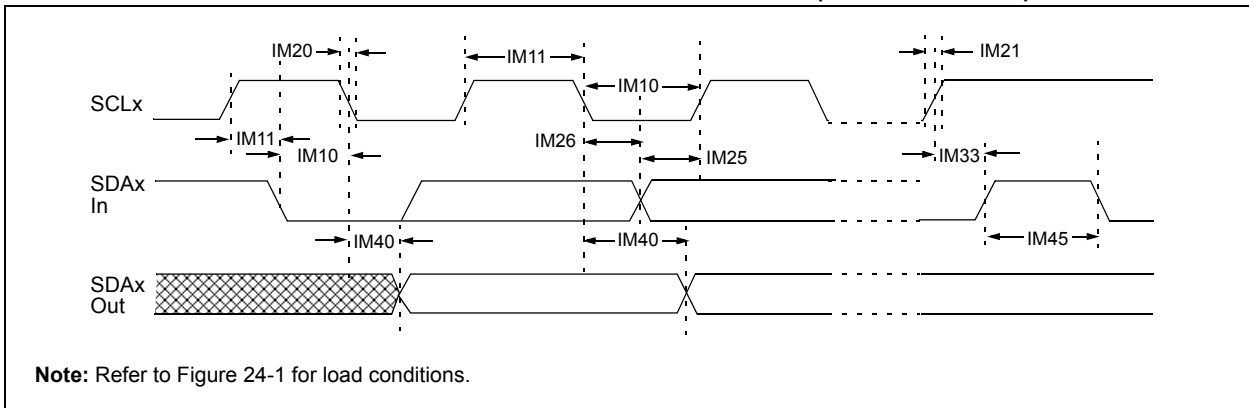 IM20
IM11
IM21
IM10
SCLx
IM11
IM26
IM10
IM25
IM33
SDAx
In
IM40
IM40
IM45
SDAx
Out
Note: Refer to Figure 24-1 for load conditions.